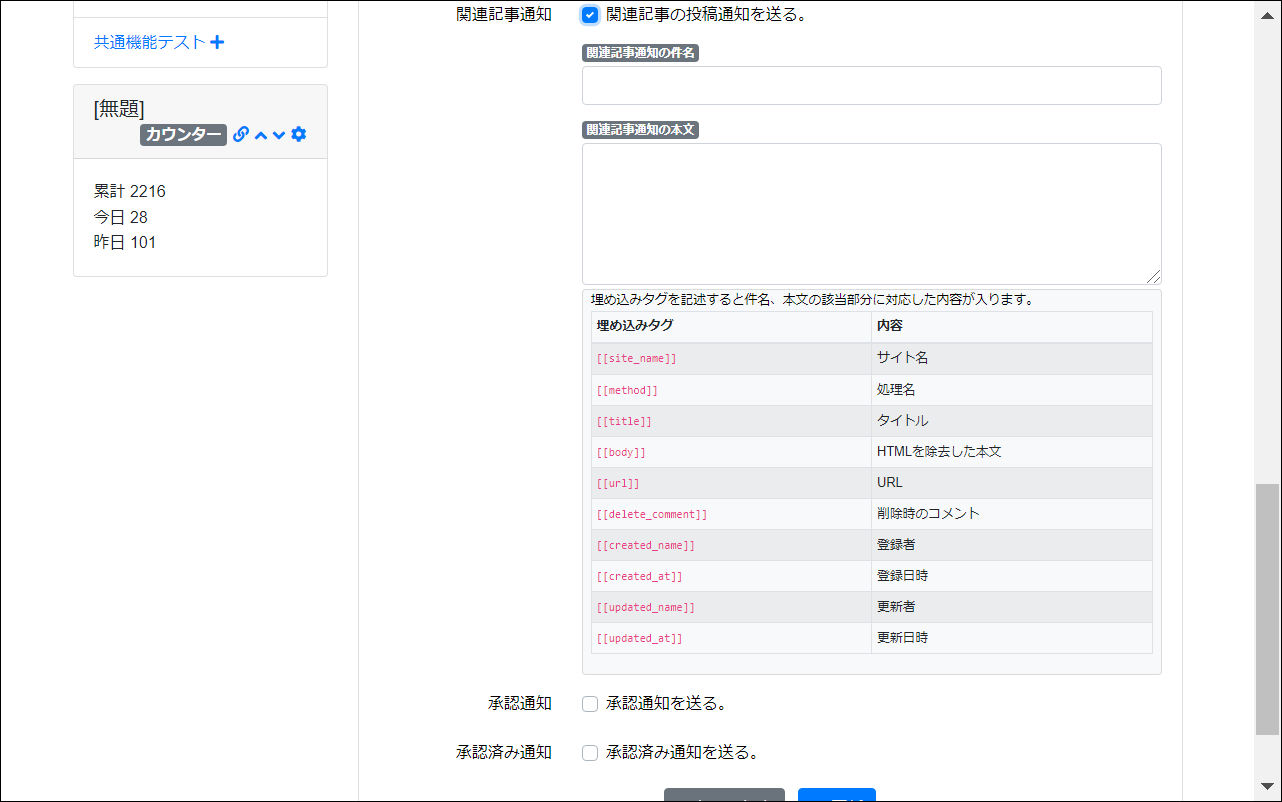 共通機能テスト
[無題]
カウンター
累計 2216
今日 28
昨日 101
関連記事通知
関連記事の投稿通知を送る。
関連記事通知の件名
関連記事通知の本文
埋め込みタグを記述すると件名、本文の該当部分に対応した内容が入ります。
埋め込みタグ 内容
[[site_name]] サイト名
[[method]] 処理名
[[title]] タイトル
[[body]] HTMLを除去した本文
[[url]] URL
[[delete_comment]] 削除時のコメント
[[created_name]] 登録者
[[created_at]] 登録日時
[[updated_name]] 更新者
[[updated_at]] 更新日時
承認通知
承認通知を送る。
承認済み通知
承認済み通知を送る。